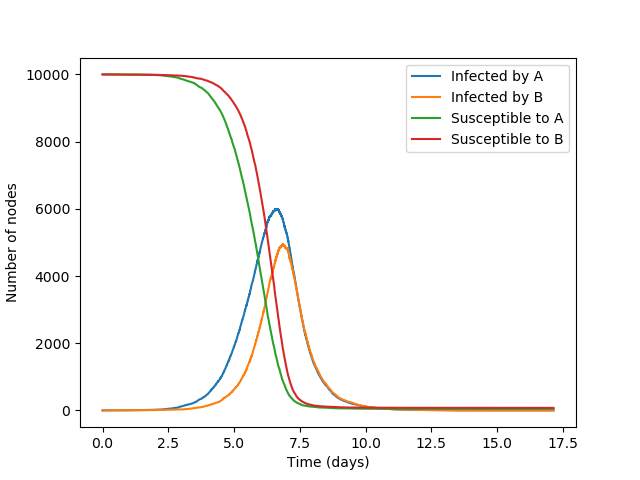 Number of nodes
10000
8000
6000
4000
2000
0
0.0 2.5 5.0 7.5 10.0 12.5 15.0 17.5
Time (days)
Infected by A
Infected by B
Susceptible to A
Susceptible to B